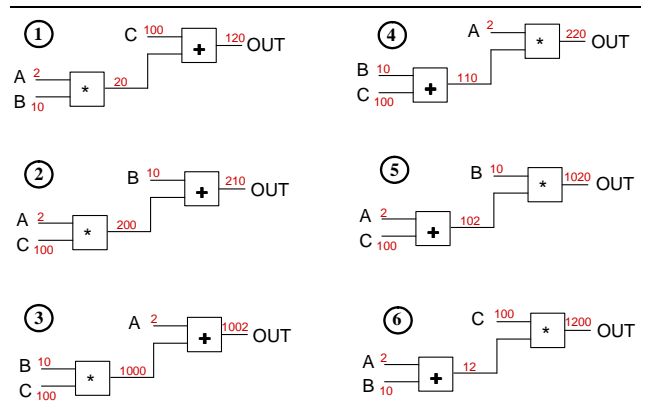 1
C 100 + 120 OUT
A 2 * 20
B 10
2
B 10 + 210 OUT
A 2 * 200
C 100
3
A 2 + 1002 OUT
B 10 * 1000
C 100
4
A 2 * 220 OUT
B 10 + 110
C 100
5
B 10 * 1020 OUT
A 2 + 102
C 100
6
C 100 * 1200 OUT
A 2 + 12
B 10